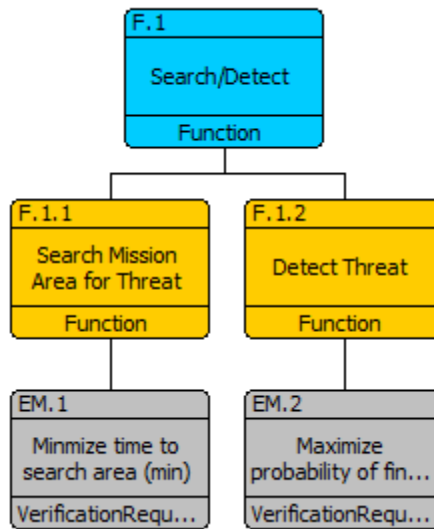 F.1
Search/Detect
Function
F.1.1
Search Mission
Area for Threat
Function
F.1.2
Detect Threat
Function
EM.1
Minmize time to
search area (min)
VerificationRequ...
EM.2
Maximize
probability of fin...
VerificationRequ...